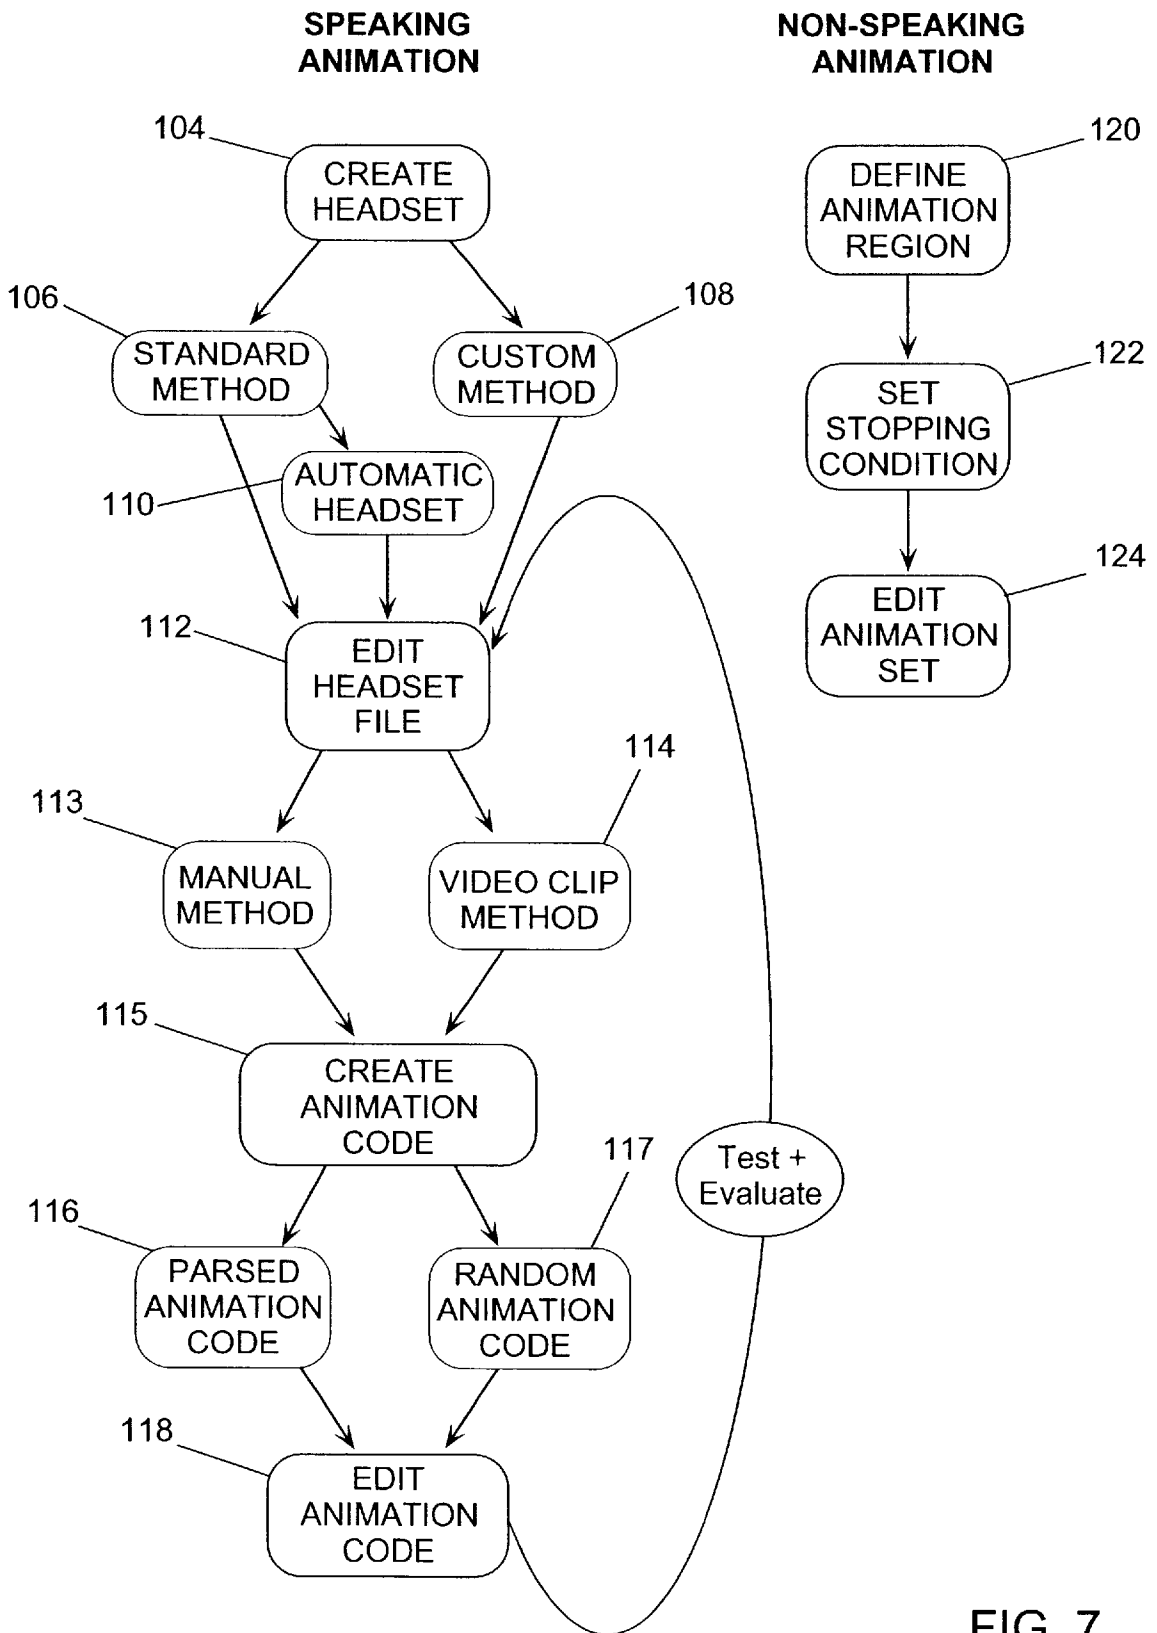 SPEAKING
ANIMATION
NON-SPEAKING
ANIMATION
104
CREATE
HEADSET
106
STANDARD
METHOD
108
CUSTOM
METHOD
110
AUTOMATIC
HEADSET
112
EDIT
HEADSET
FILE
113
MANUAL
METHOD
114
VIDEO CLIP
METHOD
115
CREATE
ANIMATION
CODE
116
PARSED
ANIMATION
CODE
117
RANDOM
ANIMATION
CODE
118
EDIT
ANIMATION
CODE
Test +
Evaluate
120
DEFINE
ANIMATION
REGION
122
SET
STOPPING
CONDITION
124
EDIT
ANIMATION
SET
FIG. 7